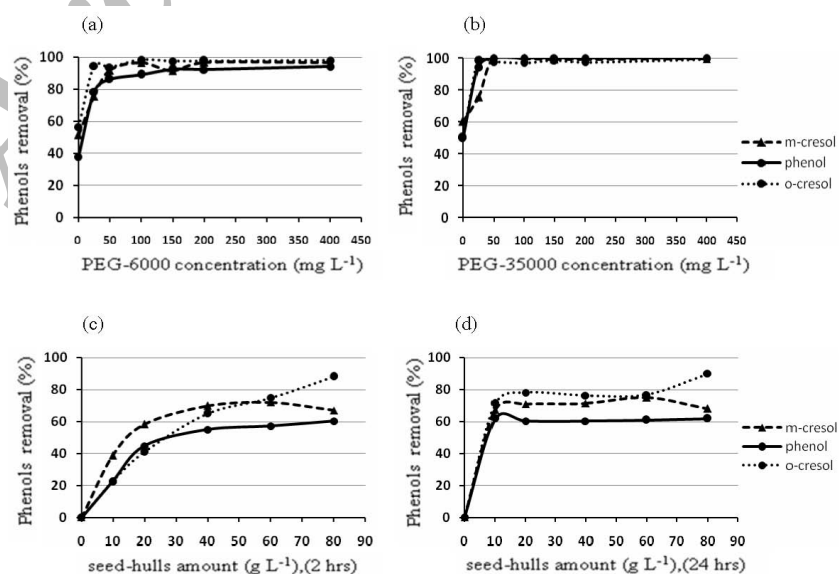 (a)
Phenols removal (%)
100
80
60
40
20
0
0 50 100 150 200 250 300 350 400 450
PEG-6000 concentration (mg L-1)
(b)
Phenols removal (%)
100
80
60
40
20
0
0 50 100 150 200 250 300 350 400 450
PEG-35000 concentration (mg L-1)
m-cresol
phenol
o-cresol
(c)
Phenols removal (%)
100
80
60
40
20
0
0 10 20 30 40 50 60 70 80 90
seed-hulls amount (g L-1),(2 hrs)
(d)
Phenols removal (%)
100
80
60
40
20
0
0 10 20 30 40 50 60 70 80 90
seed-hulls amount (g L-1),(24 hrs)
m-cresol
phenol
o-cresol